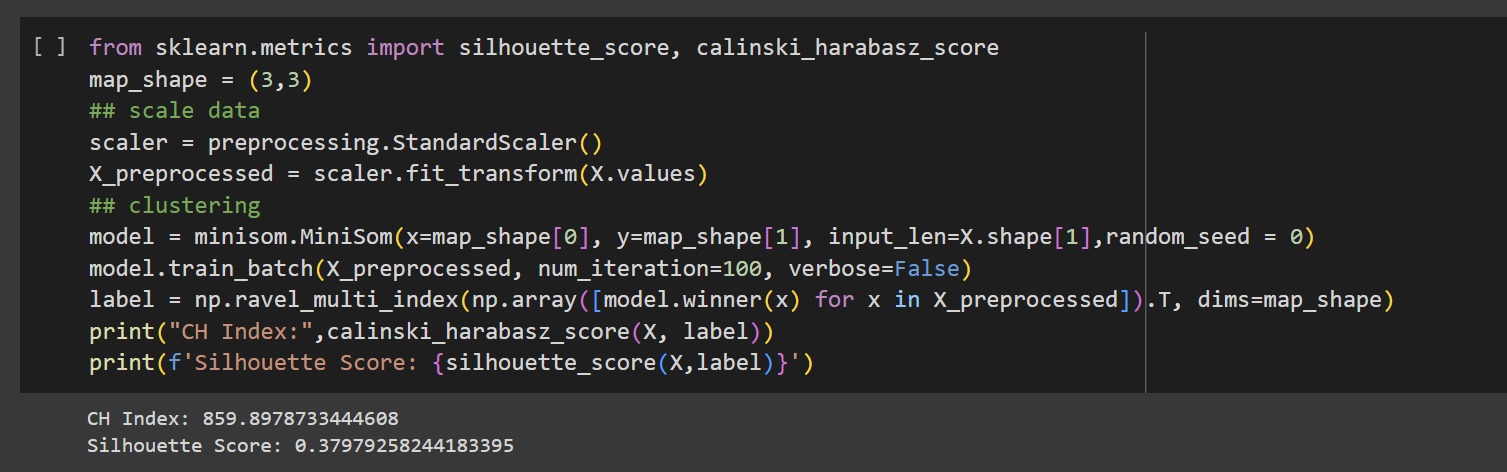 [ ] from sklearn.metrics import silhouette_score, calinski_harabasz_score
map_shape = (3,3)
## scale data
scaler = preprocessing.StandardScaler()
X_preprocessed = scaler.fit_transform(X.values)
## clustering
model = minisom.MiniSom(x=map_shape[0], y=map_shape[1], input_len=X.shape[1],random_seed = 0)
model.train_batch(X_preprocessed, num_iteration=100, verbose=False)
label = np.ravel_multi_index(np.array([model.winner(x) for x in X_preprocessed]).T, dims=map_shape)
print("CH Index:",calinski_harabasz_score(X, label))
print(f'Silhouette Score: {silhouette_score(X,label)}')
CH Index: 859.8978733444608
Silhouette Score: 0.37979258244183395